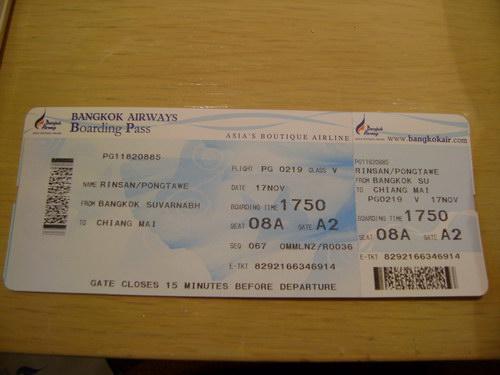 BANGKOK AIRWAYS
Boarding Pass
ASIA'S BOUTIQUE AIRLINE
PG11820885
FLIGHT PG 0219 CLASS V
NAME RINSAN/PONGTAWE
DATE 17NOV
FROM BANGKOK SUVARNABH
BOARDING TIME 1750
TO CHIANG MAI
SEAT 08A GATE A2
SEQ 067 OMMLNZ/R0036
E-TKT 8292166346914
GATE CLOSES 15 MINUTES BEFORE DEPARTURE
www.bangkokair.com
PG11820885
RINSAN/PONGTAWE
FROM BANGKOK SU
TO CHIANG MAI
PG0219 V 17NOV
BOARDING TIME 1750
SEAT 08A GATE A2
E-TKT 8292166346914